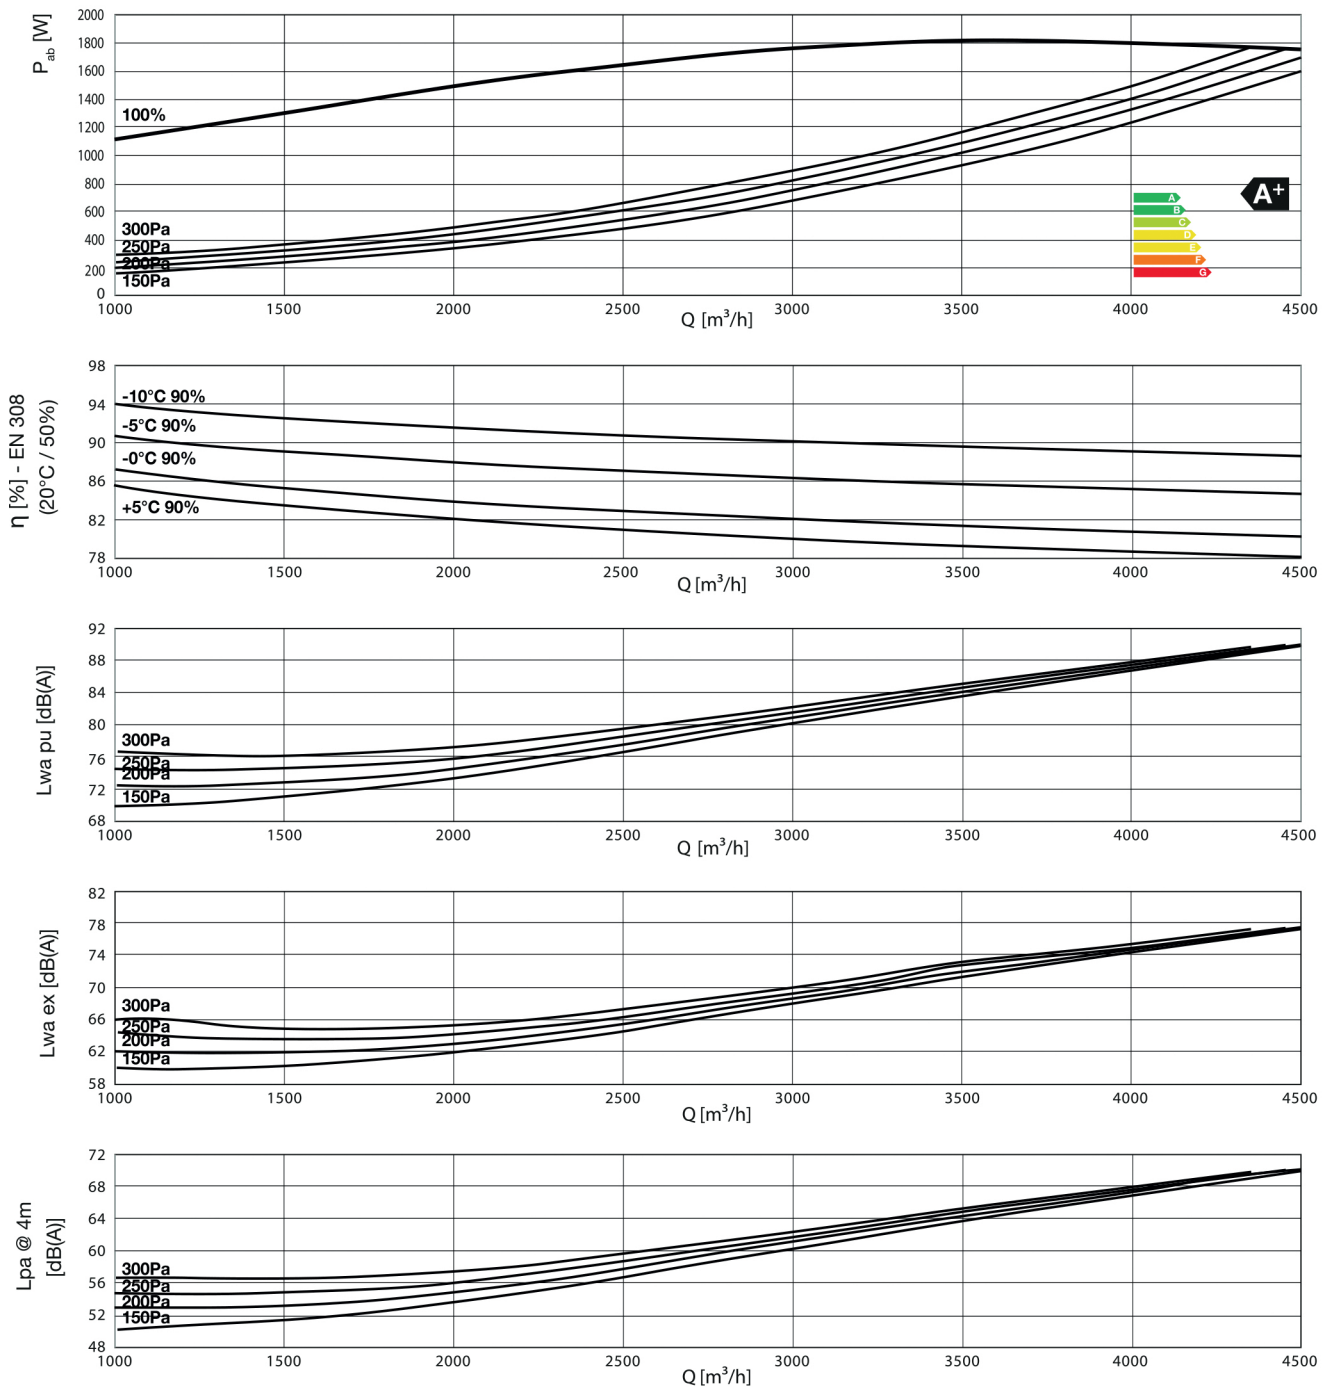 P ab [W]
2000
1800
1600
1400
1200
1000
800
600
400
200
0
100%
300Pa
250Pa
200Pa
150Pa
A+
A
B
C
D
E
F
G
1000 1500 2000 2500 3000 3500 4000 4500
Q [m³/h]
η [%] - EN 308
(20°C / 50%)
98
94
90
86
82
78
-10°C 90%
-5°C 90%
-0°C 90%
+5°C 90%
1000 1500 2000 2500 3000 3500 4000 4500
Q [m³/h]
Lwa pu [dB(A)]
92
88
84
80
76
72
68
300Pa
250Pa
200Pa
150Pa
1000 1500 2000 2500 3000 3500 4000 4500
Q [m³/h]
Lwa ex [dB(A)]
82
78
74
70
66
62
58
300Pa
250Pa
200Pa
150Pa
1000 1500 2000 2500 3000 3500 4000 4500
Q [m³/h]
Lpa @ 4m
[dB(A)]
72
68
64
60
56
52
48
300Pa
250Pa
200Pa
150Pa
1000 1500 2000 2500 3000 3500 4000 4500
Q [m³/h]